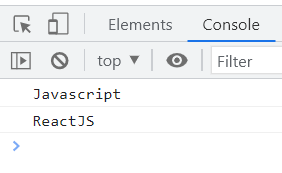 Elements Console
top Filter
Javascript
ReactJS